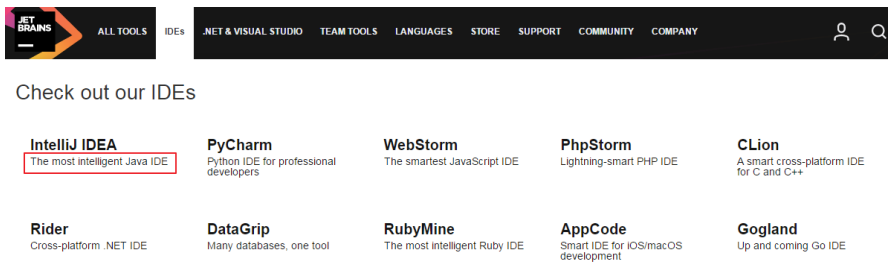 JET
BRAINS
ALL TOOLS IDEs .NET & VISUAL STUDIO TEAM TOOLS LANGUAGES STORE SUPPORT COMMUNITY COMPANY
Check out our IDEs
IntelliJ IDEA PyCharm WebStorm PhpStorm CLion
The most intelligent Java IDE Python IDE for professional The smartest JavaScript IDE Lightning-smart PHP IDE A smart cross-platform IDE
developers for C and C++
Rider DataGrip RubyMine AppCode Gogland
Cross-platform .NET IDE Many databases, one tool The most intelligent Ruby IDE Smart IDE for iOS/macOS Up and coming Go IDE
development